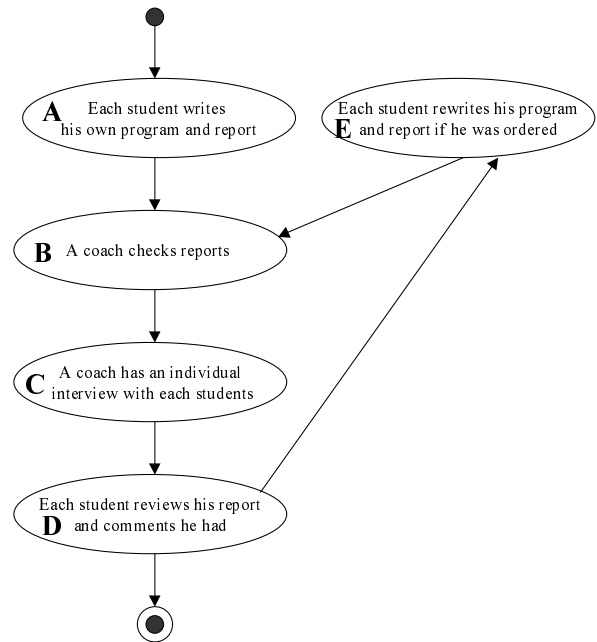 A
Each student writes
his own program and report
E
Each student rewrites his program
and report if he was ordered
B
A coach checks reports
C
A coach has an individual
interview with each students
D
Each student reviews his report
and comments he had